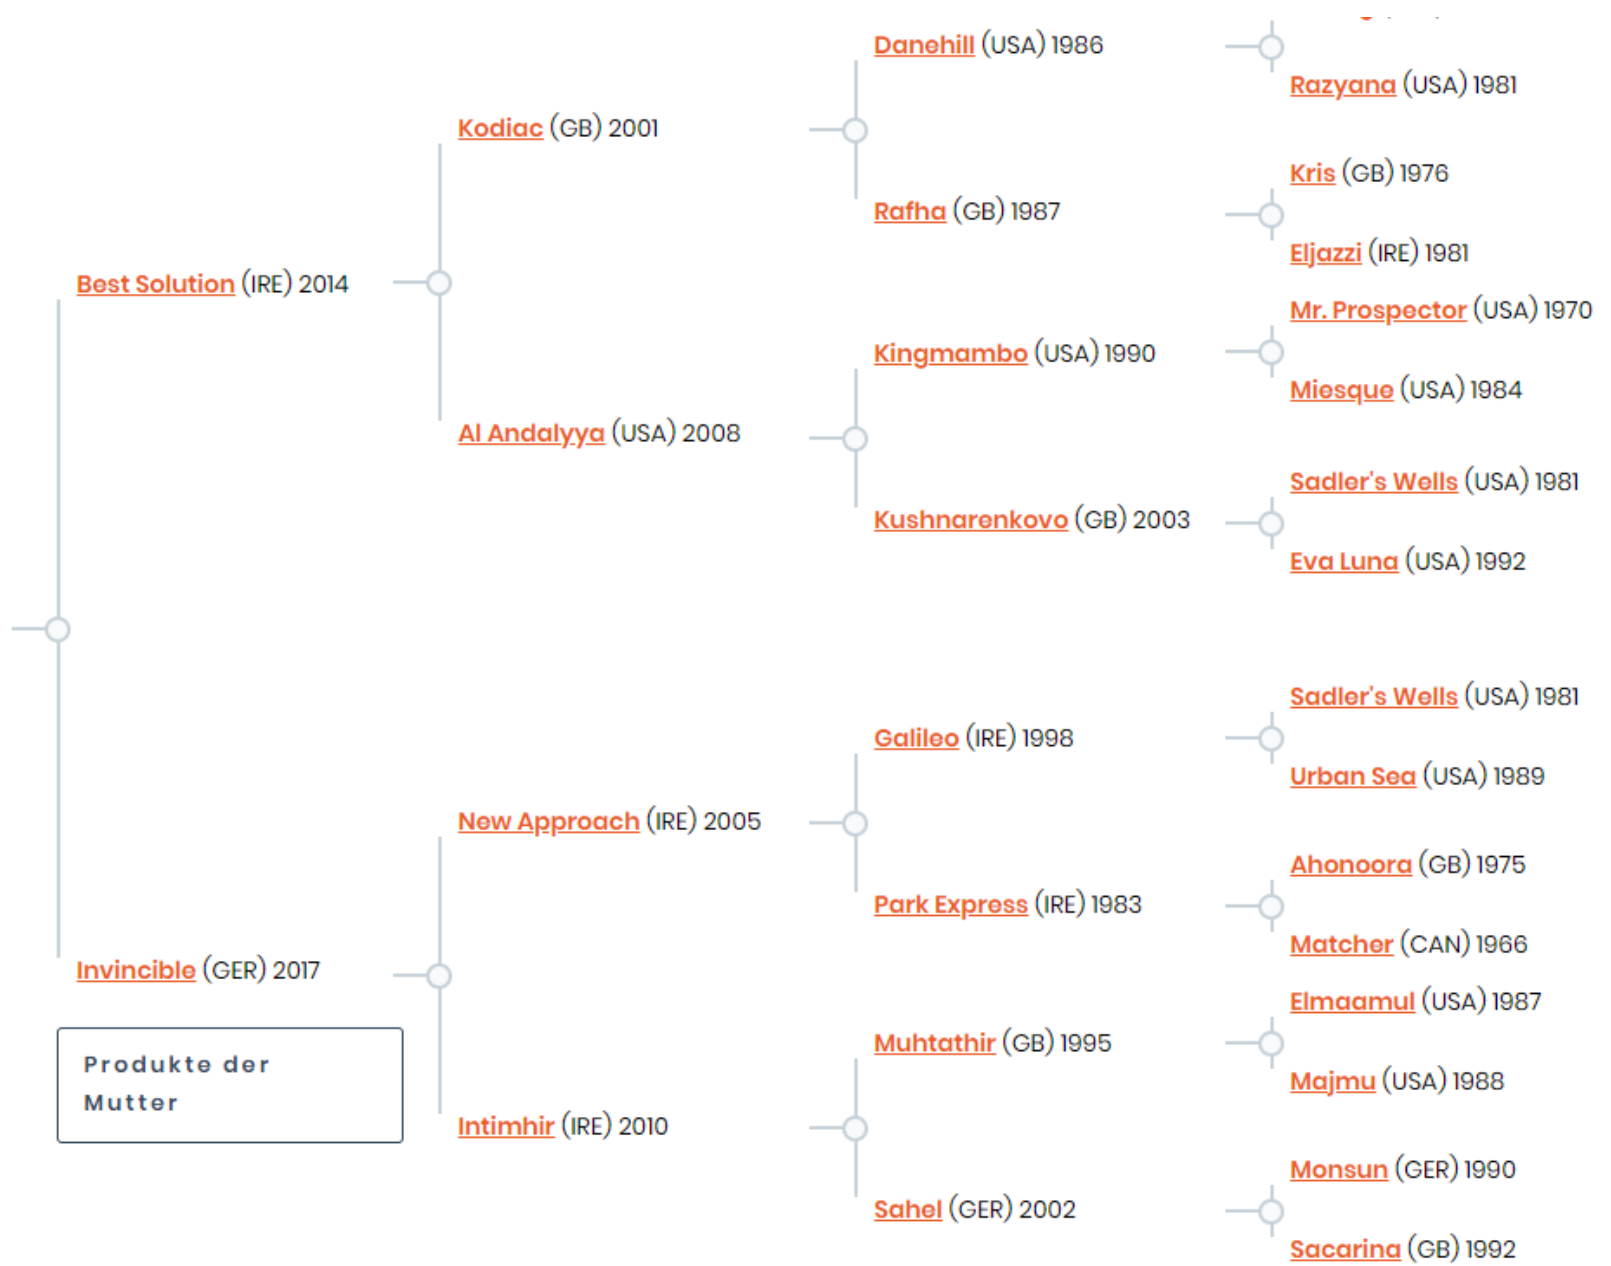 Danehill (USA) 1986
Razyana (USA) 1981
Kodiac (GB) 2001
Kris (GB) 1976
Rafha (GB) 1987
Eljazzi (IRE) 1981
Best Solution (IRE) 2014
Mr. Prospector (USA) 1970
Kingmambo (USA) 1990
Miesque (USA) 1984
Al Andalyya (USA) 2008
Sadler's Wells (USA) 1981
Kushnarenkovo (GB) 2003
Eva Luna (USA) 1992
Sadler's Wells (USA) 1981
Galileo (IRE) 1998
Urban Sea (USA) 1989
New Approach (IRE) 2005
Ahonoora (GB) 1975
Park Express (IRE) 1983
Matcher (CAN) 1966
Invincible (GER) 2017
Elmaamul (USA) 1987
Muhtathir (GB) 1995
Majmu (USA) 1988
Produkte der
Mutter
Intimhir (IRE) 2010
Monsun (GER) 1990
Sahel (GER) 2002
Sacarina (GB) 1992